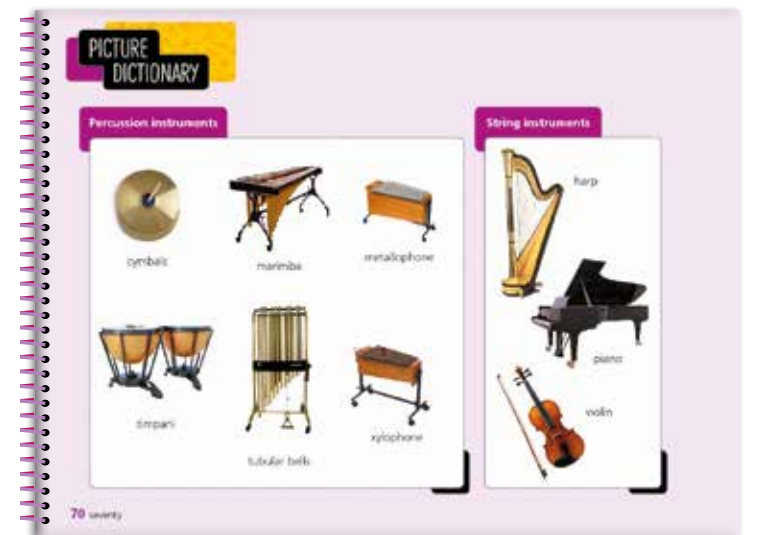 PICTURE
DICTIONARY
Percussion instruments
cymbals
marimba
metallophone
timpani
tubular bells
xylophone
String instruments
harp
piano
violin
70 seventy